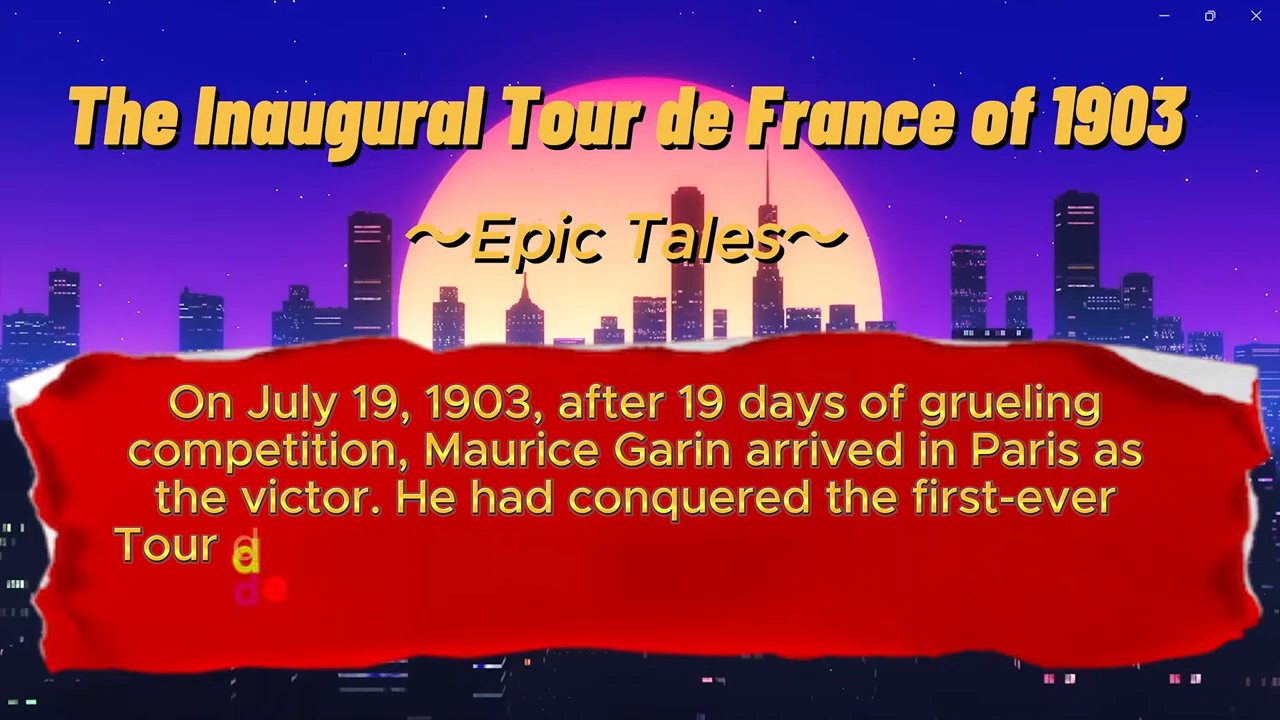 The Inaugural Tour de France of 1903
～Epic Tales～
On July 19, 1903, after 19 days of grueling
competition, Maurice Garin arrived in Paris as
the victor. He had conquered the first-ever
Tour d
de